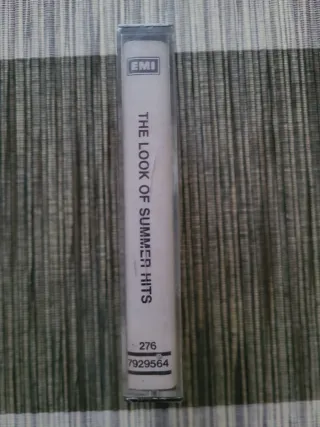 EMI
THE LOOK OF SUMMER HITS
276
7929564